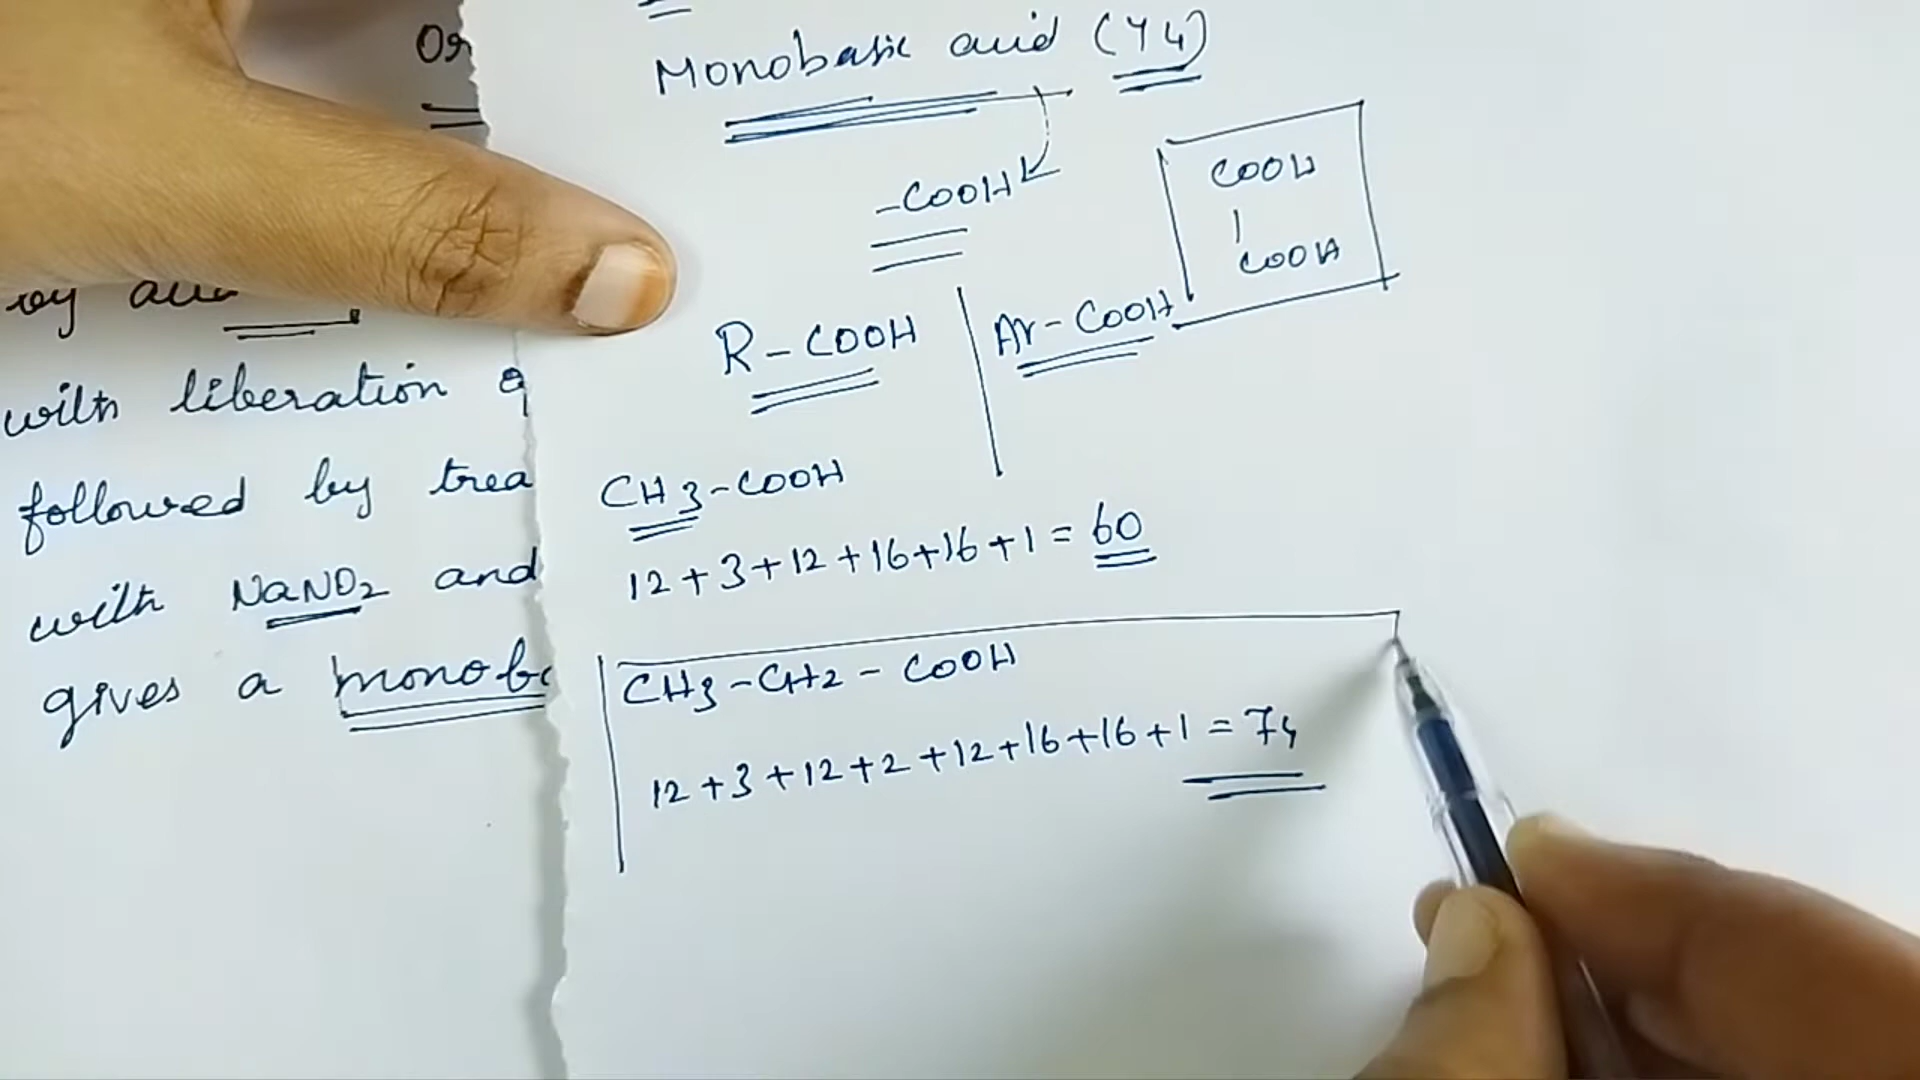 Monobasic acid (74)
-COOH
COOH
|
COOH
R-COOH | Ar-COOH
CH3-COOH
12+3+12+16+16+1=60
CH3-CH2-COOH
12+3+12+2+12+16+16+1=74
with liberation
followed by trea
with NaNO2 and
gives a monoba